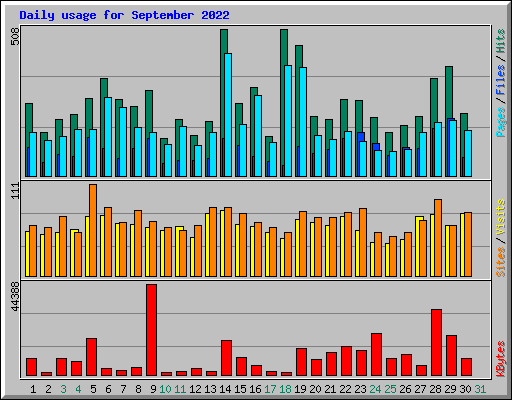 Daily usage for September 2022
508
Pages / Files / Hits
111
Sites / Visits
44388
KBytes
1 2 3 4 5 6 7 8 9 10 11 12 13 14 15 16 17 18 19 20 21 22 23 24 25 26 27 28 29 30 31